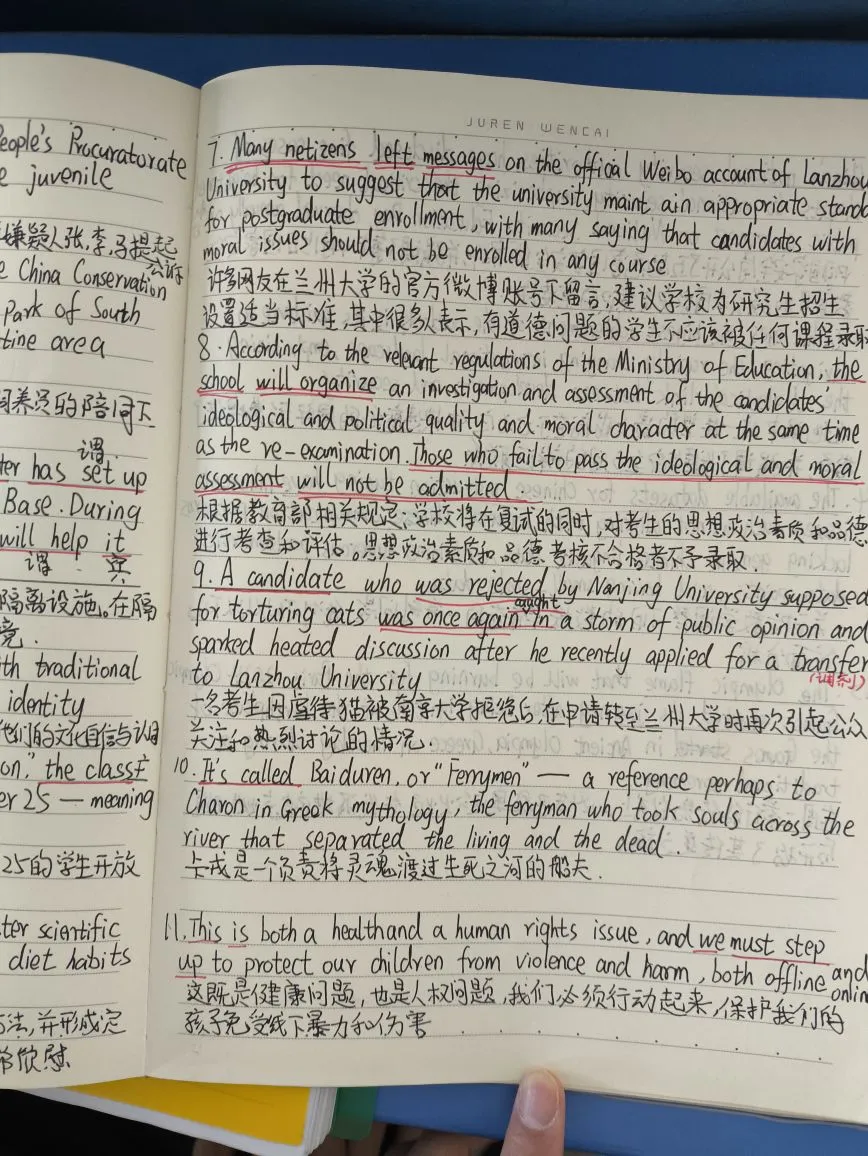 People's Procuratorate
juvenile
嫌疑人张,李,马提起
公诉
China Conservation
Park of South
area
饲养员的陪同下
谓.
has set up
Base. During
will help it
谓. 宾
隔离设施。在隔
境.
traditional
identity
他们的文化自信与认同
the class
25 — meaning
25的学生开放
scientific
diet habits
方法,并形成定
欣慰.
JUREN WENCAI
7. Many netizens left messages on the official Weibo account of Lanzhou
University to suggest that the university maint ain appropriate stand
for postgraduate enrollment, with many saying that candidates with
moral issues should not be enrolled in any course
许多网友在兰州大学的官方微博账号下留言,建议学校为研究生招生
设置适当标准,其中很多人表示,有道德问题的学生不应该被任何课程录取
8. According to the relevant regulations of the Ministry of Education, the
school will organize an investigation and assessment of the candidates
ideological and political quality and moral character at the same time
as the re-examination. Those who fail to pass the ideological and moral
assessment will not be admitted
根据教育部相关规定:学校将在复试的同时,对考生的思想政治素质和品德
进行考查和评估。思想政治素质和品德考核不合格者不予录取.
9. A candidate who was rejected by Nanjing University supposed
caught
for torturing cats was once again in a storm of public opinion and
sparked heated discussion after he recently applied for a transfer
(调剂)
to Lanzhou University
一名考生因虐待猫被南京大学拒绝后,在申请转至兰州大学时再次引起公众
关注和热烈讨论的情况.
10. It's called Baiduren, or "Ferrymen" — a reference perhaps to
Charon in Greek mythology, the ferryman who took souls across the
river that separated the living and the dead.
卡戎是一个负责将灵魂渡过生死之河的船夫.
11. This is both a health and a human rights issue, and we must step
up to protect our children from violence and harm, both offline and
online
这既是健康问题,也是人权问题,我们必须行动起来,保护我们的
孩子免受线下暴力和伤害